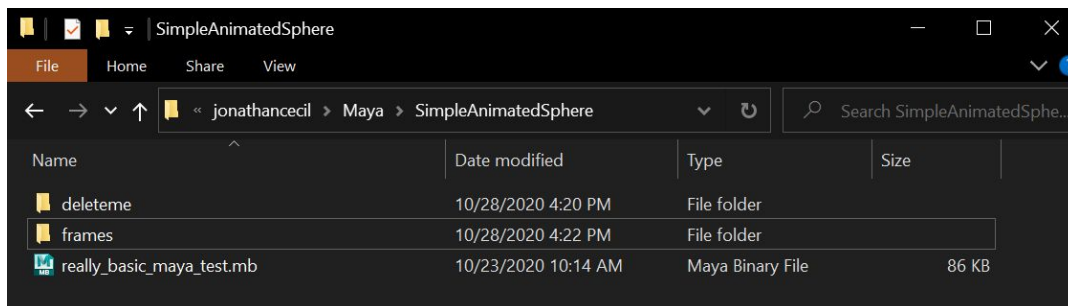 SimpleAnimatedSphere
File Home Share View
« jonathancecil > Maya > SimpleAnimatedSphere Search SimpleAnimatedSphe...
Name Date modified Type Size
deleteme 10/28/2020 4:20 PM File folder
frames 10/28/2020 4:22 PM File folder
really_basic_maya_test.mb 10/23/2020 10:14 AM Maya Binary File 86 KB